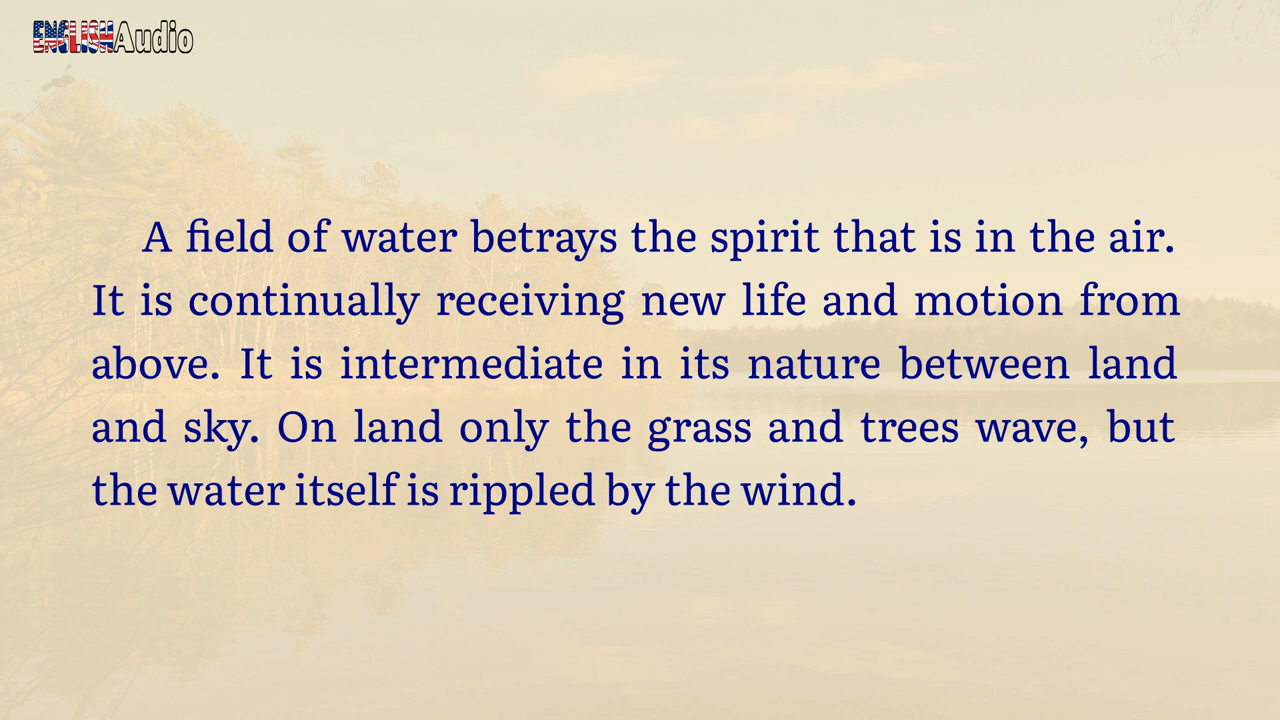 ENGLISHAudio
A field of water betrays the spirit that is in the air.
It is continually receiving new life and motion from
above. It is intermediate in its nature between land
and sky. On land only the grass and trees wave, but
the water itself is rippled by the wind.